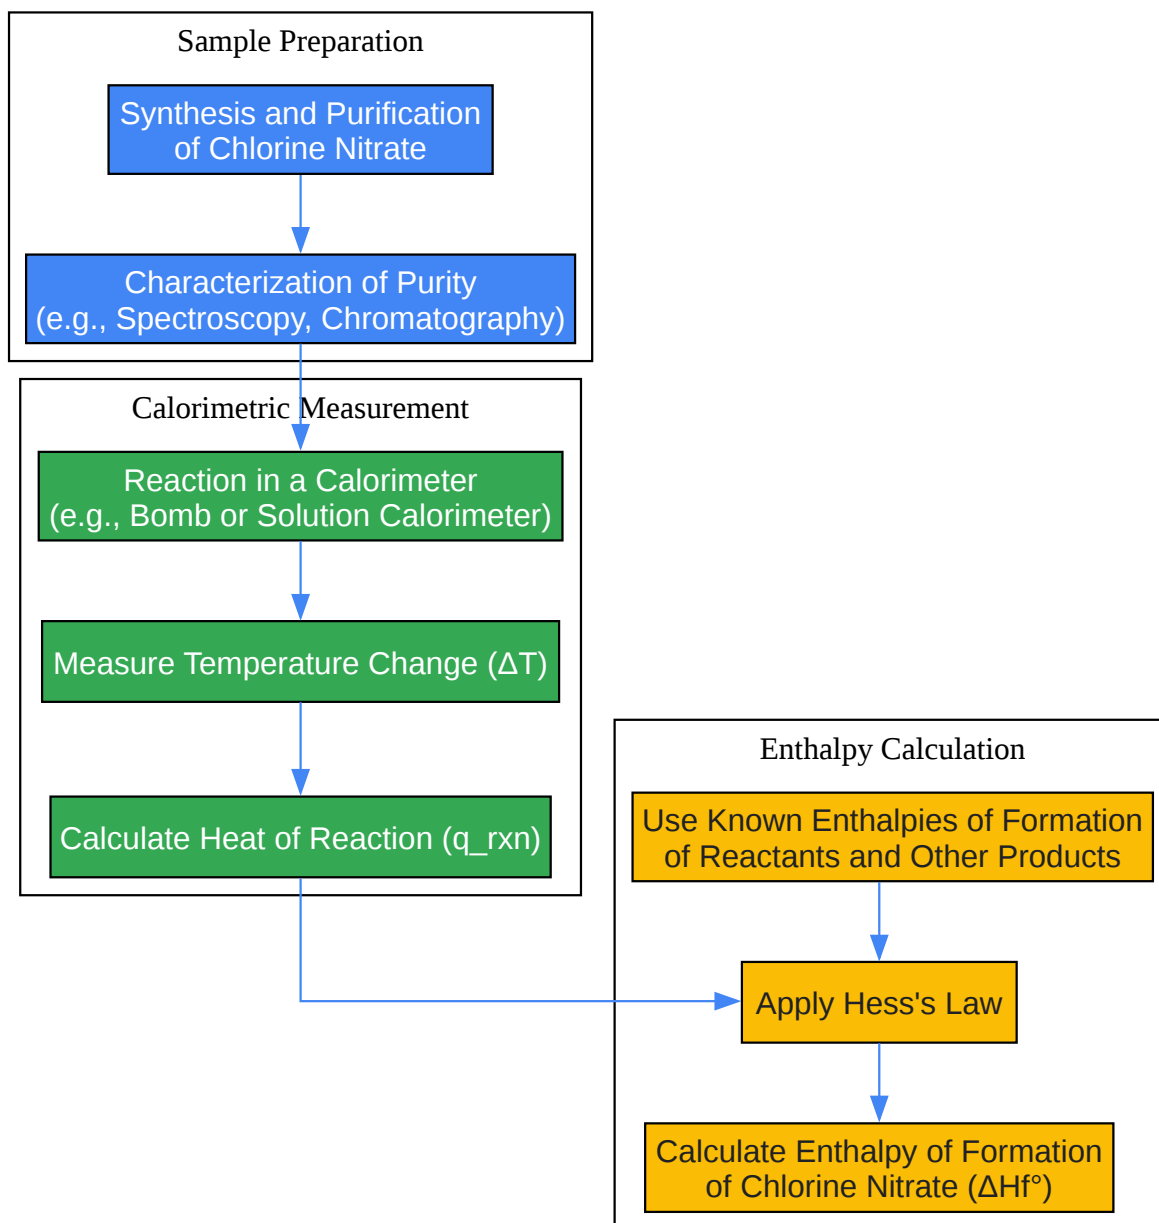 Sample Preparation
Synthesis and Purification
of Chlorine Nitrate
Characterization of Purity
(e.g., Spectroscopy, Chromatography)
Calorimetric Measurement
Reaction in a Calorimeter
(e.g., Bomb or Solution Calorimeter)
Measure Temperature Change (ΔT)
Calculate Heat of Reaction (q_rxn)
Enthalpy Calculation
Use Known Enthalpies of Formation
of Reactants and Other Products
Apply Hess's Law
Calculate Enthalpy of Formation
of Chlorine Nitrate (ΔHf°)